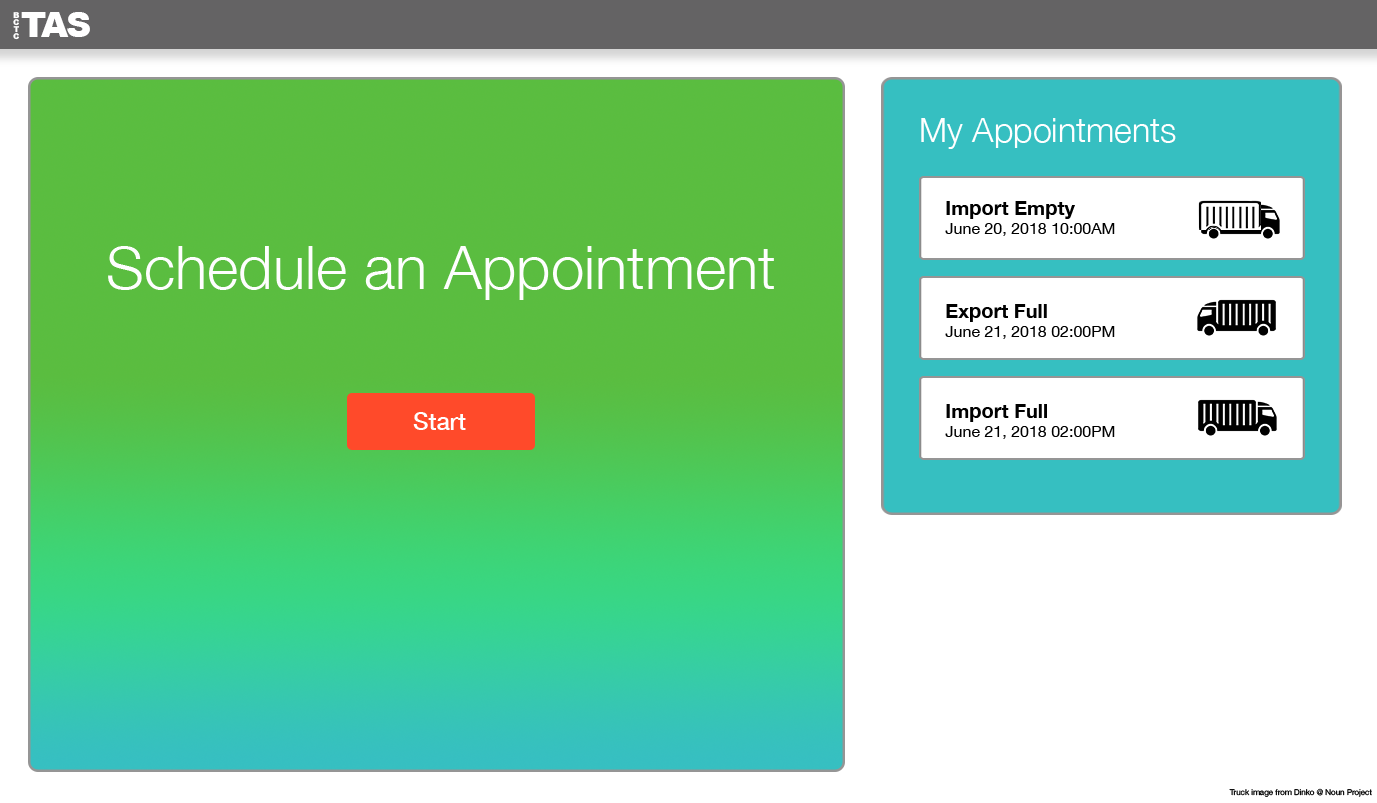 BCTC TAS
Schedule an Appointment
Start
My Appointments
Import Empty
June 20, 2018 10:00AM
Export Full
June 21, 2018 02:00PM
Import Full
June 21, 2018 02:00PM
Truck image from Dinko @ Noun Project